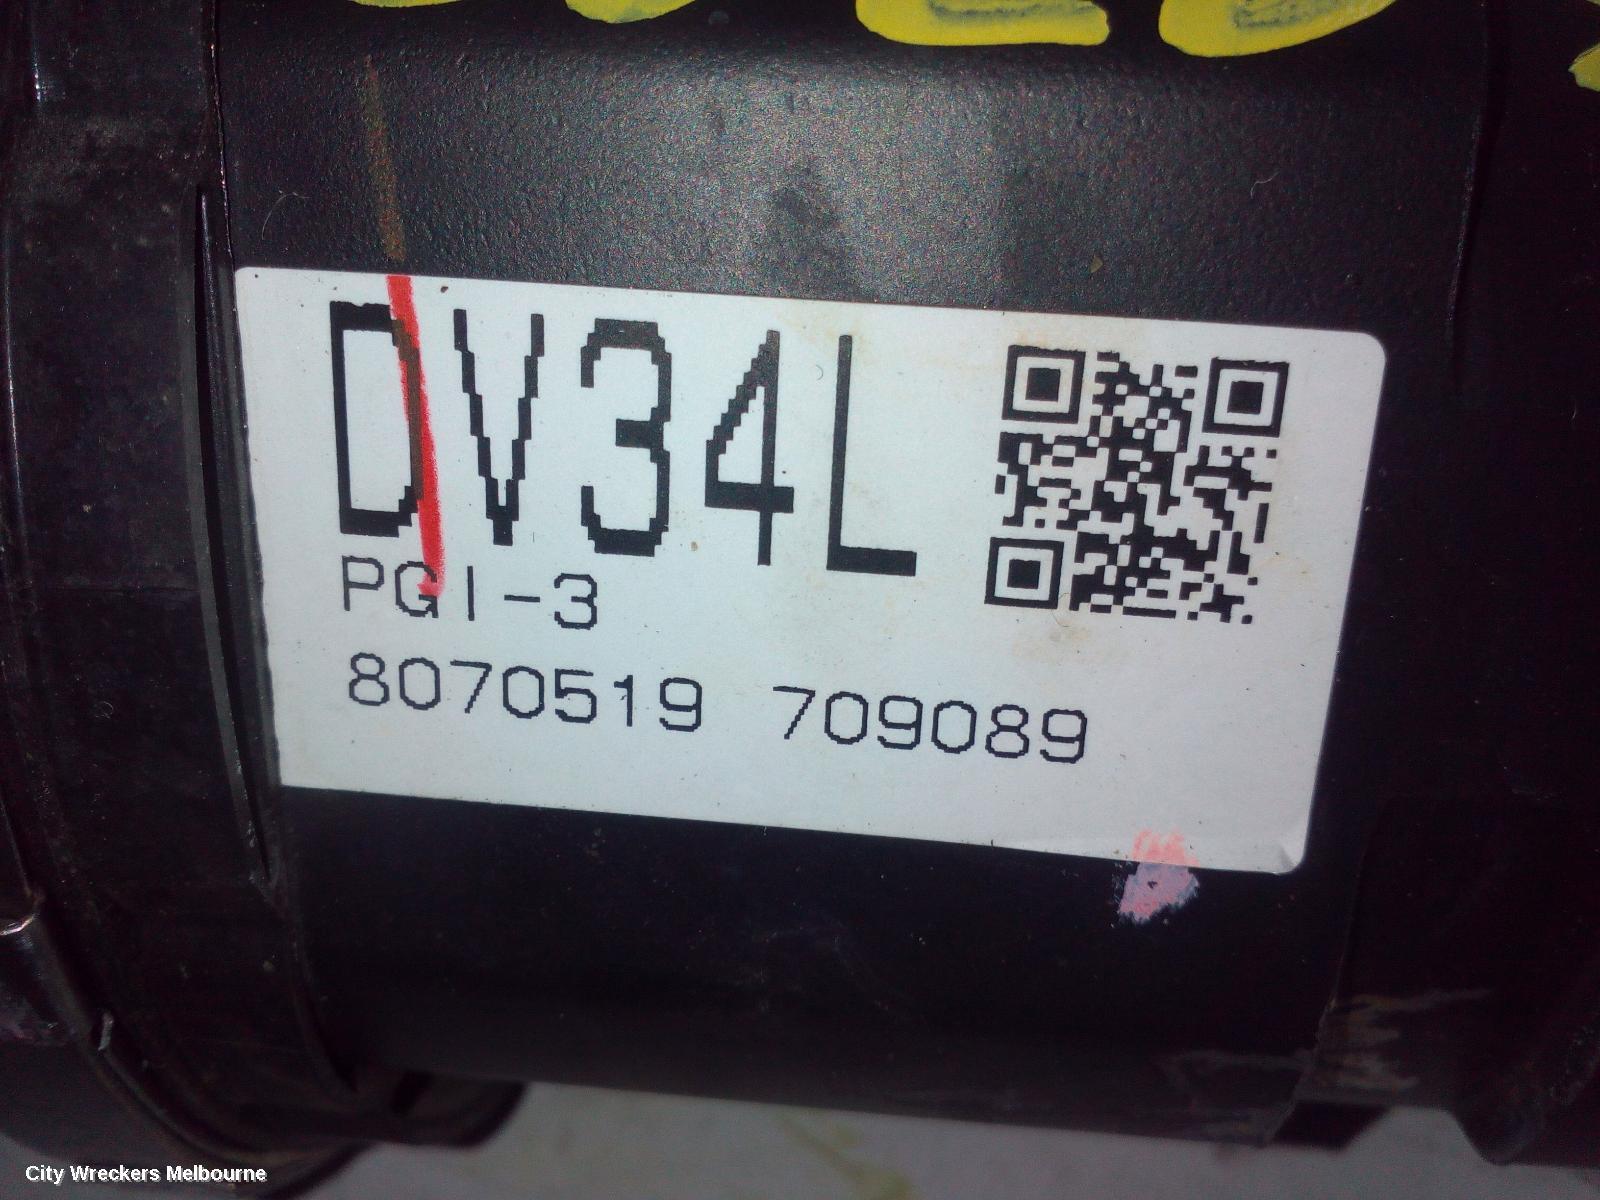 DV34L
PGI-3
8070519 709089
City Wreckers Melbourne